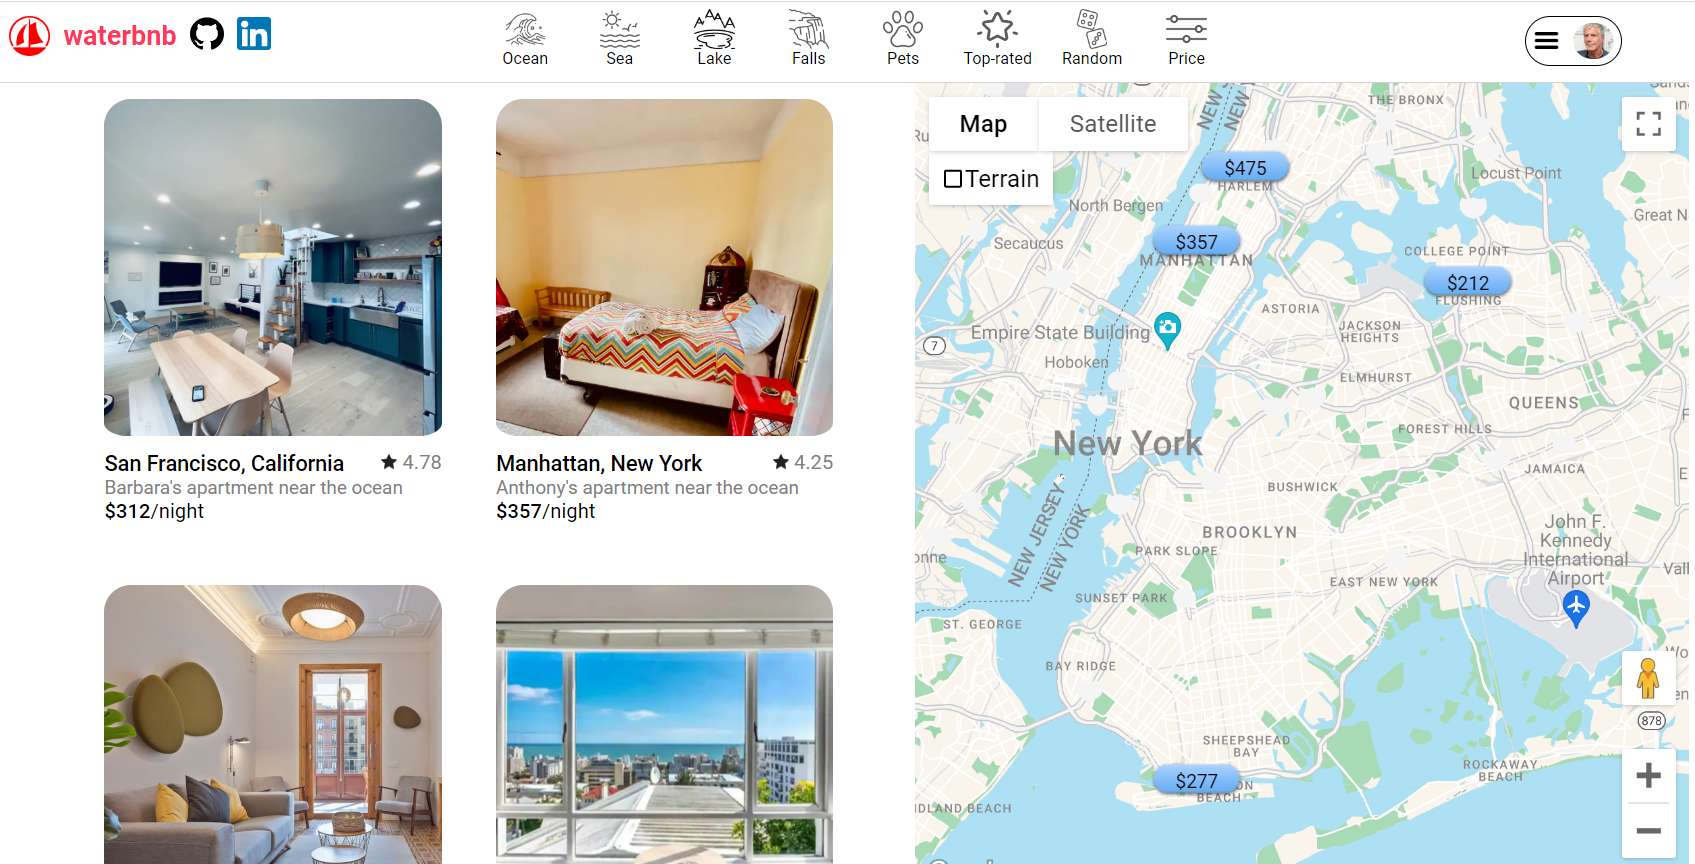 waterbnb
Ocean
Sea
Lake
Falls
Pets
Top-rated
Random
Price
San Francisco, California
4.78
Barbara's apartment near the ocean
$312/night
Manhattan, New York
4.25
Anthony's apartment near the ocean
$357/night
Map
Satellite
Terrain
NEW
NEW
THE BRONX
$475
HARLEM
Locust Point
North Bergen
Secaucus
Great N
$357
MANHATTAN
COLLEGE POINT
$212
FLUSHING
ASTORIA
Empire State Building
JACKSON
HEIGHTS
7
Hoboken
ELMHURST
QUEENS
New York
FOREST HILLS
JAMAICA
BUSHWICK
NEW JERSEY
NEW YORK
BROOKLYN
PARK SLOPE
John F.
Kennedy
International
Airport
onne
EAST NEW YORK
SUNSET PARK
ST. GEORGE
BAY RIDGE
878
SHEEPSHEAD
BAY
ROCKAWAY
BEACH
$277
ON
BEACH
IDLAND BEACH